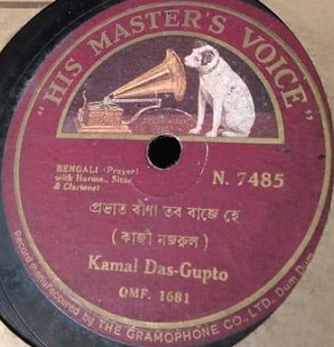 "HIS MASTER'S VOICE"
BENGALI (Prayer)
with Harmo., Sitar
& Clarionet
N. 7485
প্রভাত বীণা তব বাজে হে
(কাজী নজরুল)
Kamal Das-Gupto
OMF. 1681
Record manufactured by THE GRAMOPHONE CO., LTD., Dum Dum